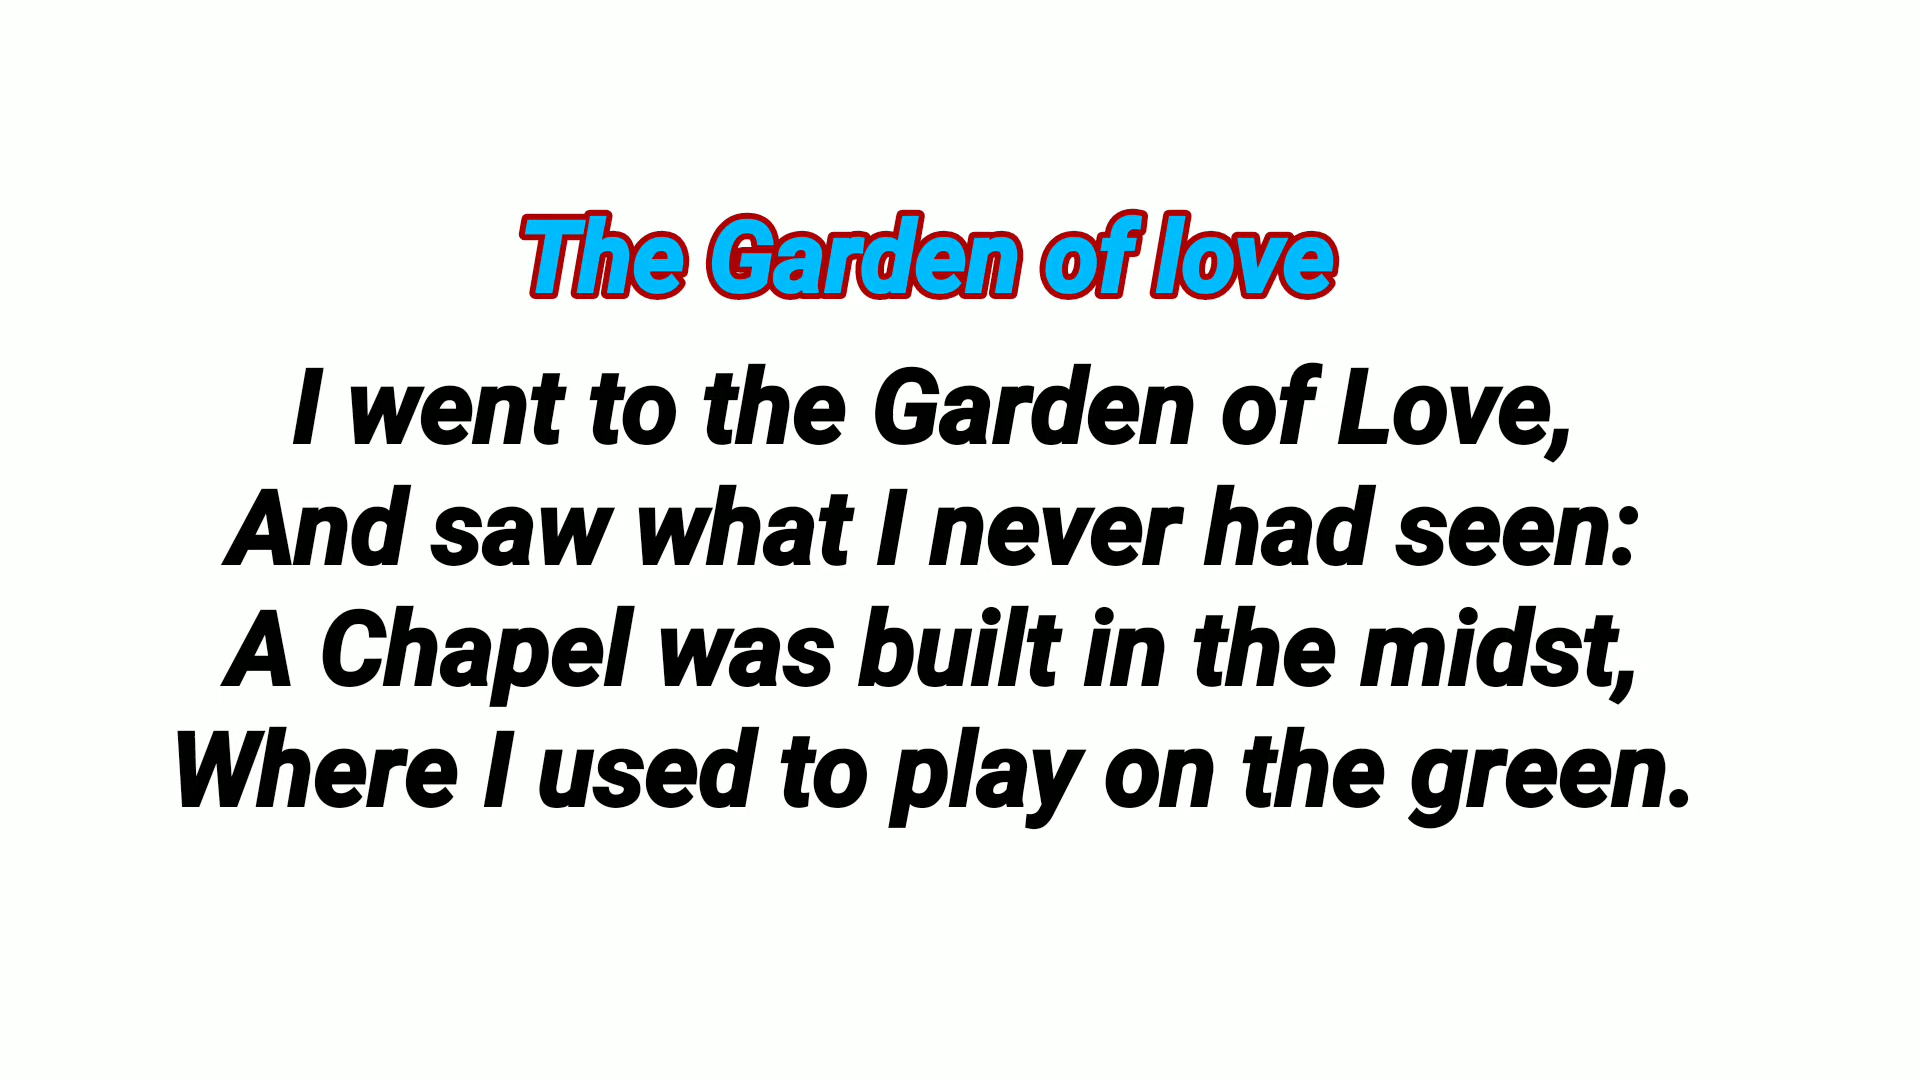 The Garden of love
I went to the Garden of Love,
And saw what I never had seen:
A Chapel was built in the midst,
Where I used to play on the green.